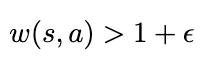 w(s, a) > 1 + ϵ